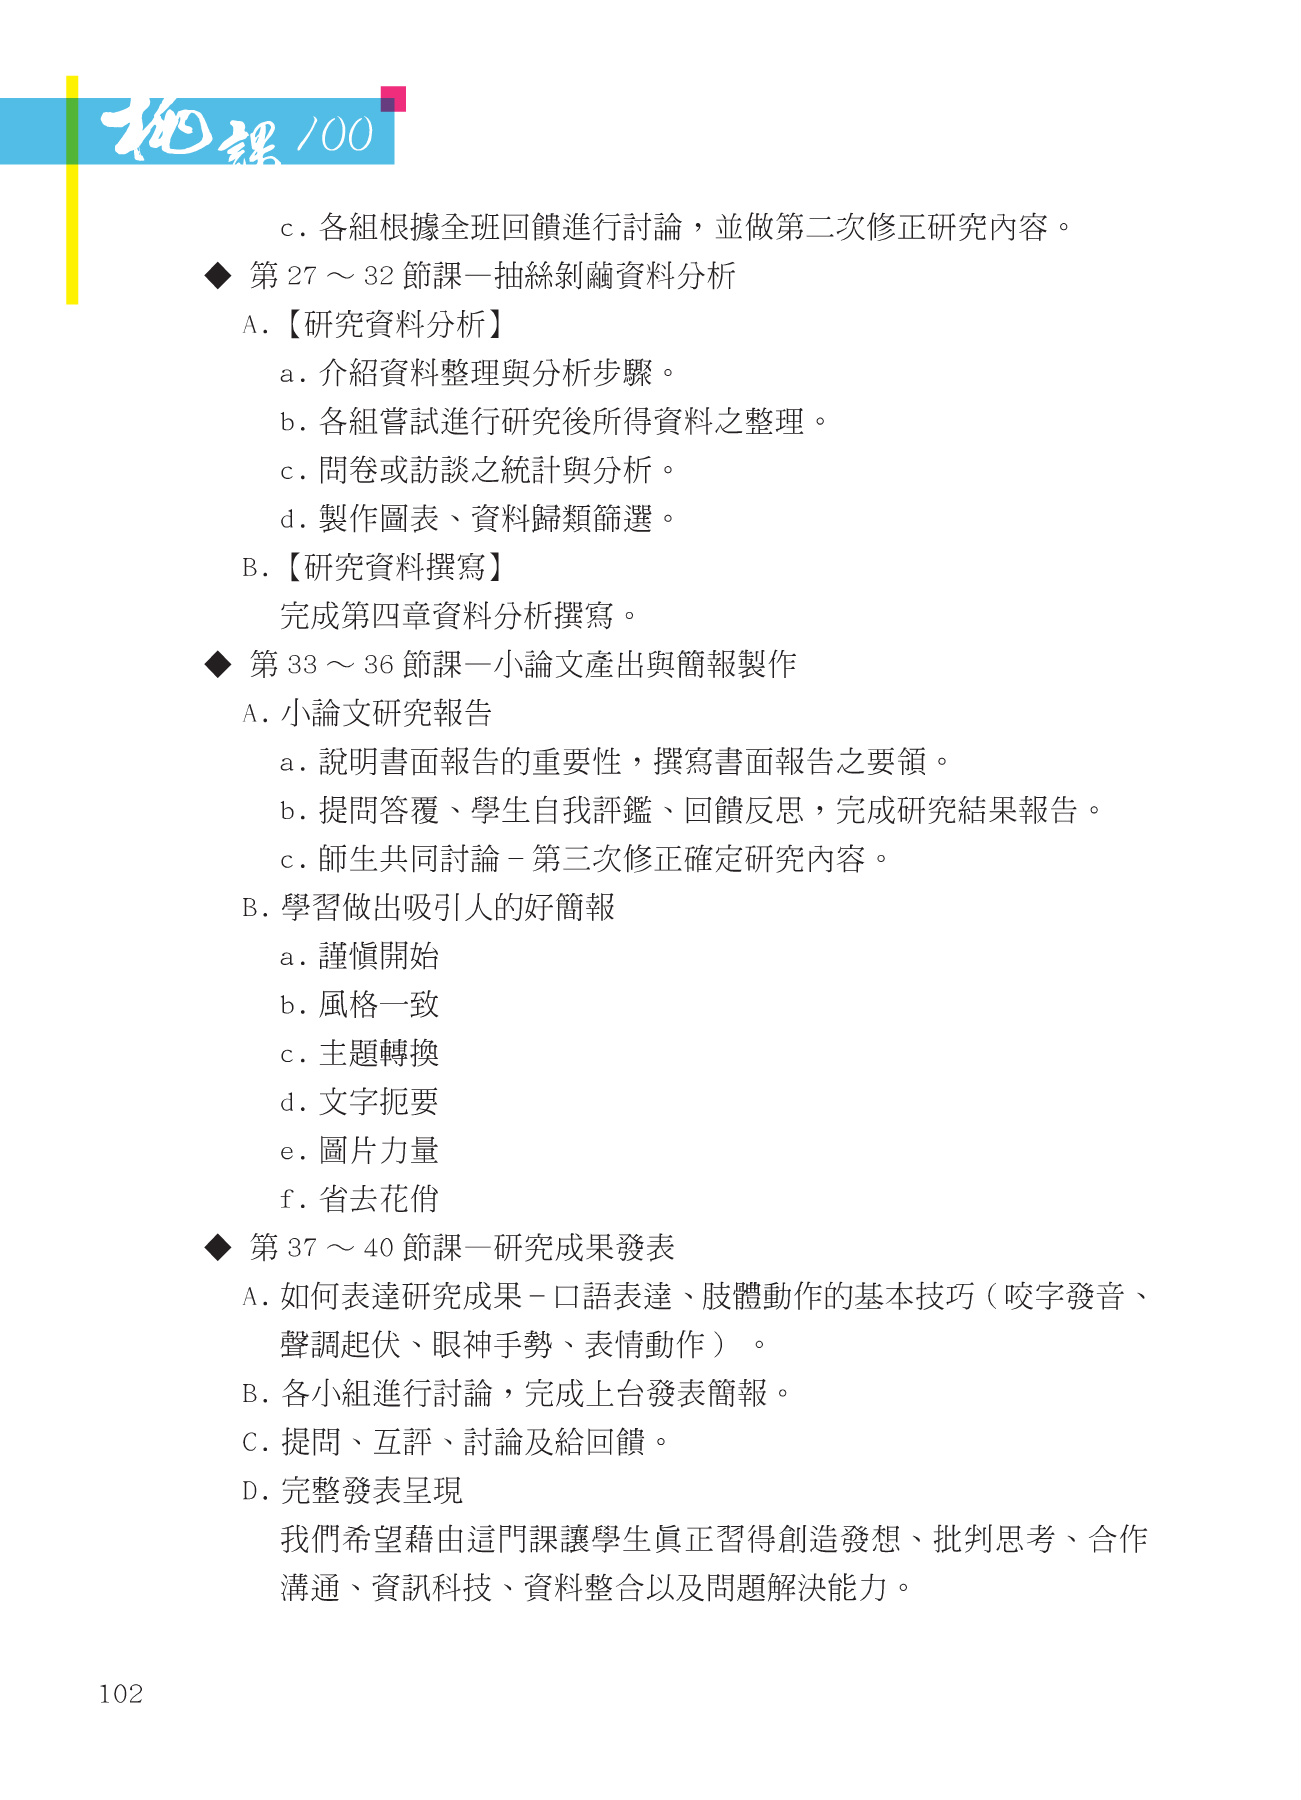 桃課 100
c. 各組根據全班回饋進行討論，並做第二次修正研究內容。
◆ 第 27 ～ 32 節課—抽絲剝繭資料分析
A.【研究資料分析】
a. 介紹資料整理與分析步驟。
b. 各組嘗試進行研究後所得資料之整理。
c. 問卷或訪談之統計與分析。
d. 製作圖表、資料歸類篩選。
B.【研究資料撰寫】
完成第四章資料分析撰寫。
◆ 第 33 ～ 36 節課—小論文產出與簡報製作
A. 小論文研究報告
a. 說明書面報告的重要性，撰寫書面報告之要領。
b. 提問答覆、學生自我評鑑、回饋反思，完成研究結果報告。
c. 師生共同討論－第三次修正確定研究內容。
B. 學習做出吸引人的好簡報
a. 謹慎開始
b. 風格一致
c. 主題轉換
d. 文字扼要
e. 圖片力量
f. 省去花俏
◆ 第 37 ～ 40 節課—研究成果發表
A. 如何表達研究成果－口語表達、肢體動作的基本技巧（咬字發音、
聲調起伏、眼神手勢、表情動作）。
B. 各小組進行討論，完成上台發表簡報。
C. 提問、互評、討論及給回饋。
D. 完整發表呈現
我們希望藉由這門課讓學生真正習得創造發想、批判思考、合作
溝通、資訊科技、資料整合以及問題解決能力。
102